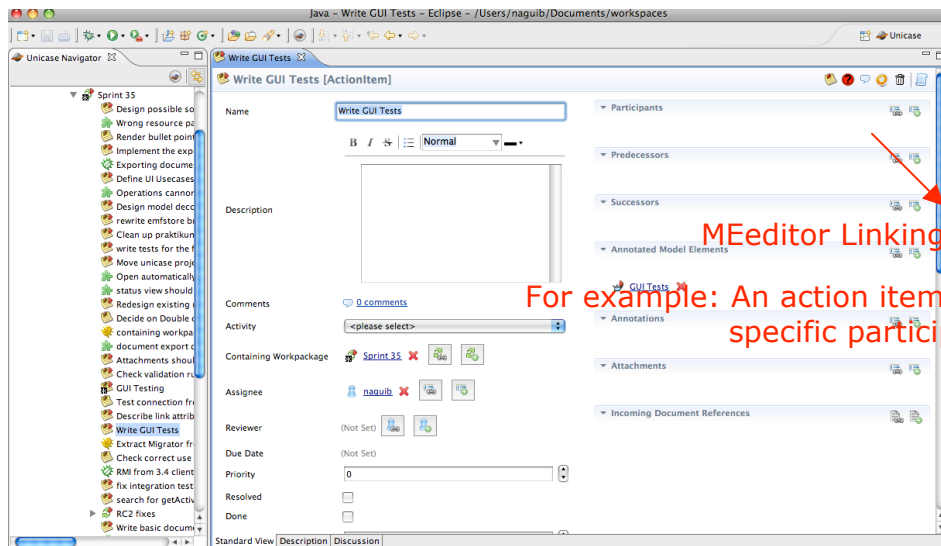 Java – Write GUI Tests – Eclipse – /Users/naguib/Documents/workspaces
Unicase
Unicase Navigator
Write GUI Tests
Sprint 35
Design possible so
Wrong resource pa
Render bullet point
Implement the exp
Exporting docume
Define UI Usecases
Operations cannor
Design model decc
rewrite emfstore br
Clean up praktikun
write tests for the f
Move unicase proje
Open automatically
status view should
Redesign existing
Decide on Double c
containing workpa
document export c
Attachments shoul
Check validation ru
GUI Testing
Test connection fre
Describe link attrib
Write GUI Tests
Extract Migrator fr
Check correct use
RMI from 3.4 client
fix integration test
search for getActiv
RC2 fixes
Write basic docume
Write GUI Tests [ActionItem]
Name
Write GUI Tests
B I S Normal
Description
Comments
0 comments
Activity
<please select>
Containing Workpackage
Sprint 35
Assignee
naguib
Reviewer
(Not Set)
Due Date
(Not Set)
Priority
0
Resolved
Done
Standard View Description Discussion
Participants
Predecessors
Successors
MEeditor Linking
Annotated Model Elements
GUI Tests
For example: An action item
Annotations
specific partici
Attachments
Incoming Document References